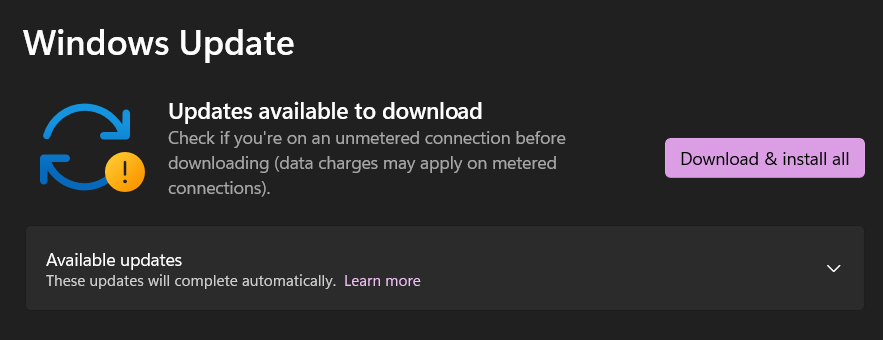 Windows Update
Updates available to download
Check if you're on an unmetered connection before
downloading (data charges may apply on metered
connections).
Download & install all
Available updates
These updates will complete automatically. Learn more